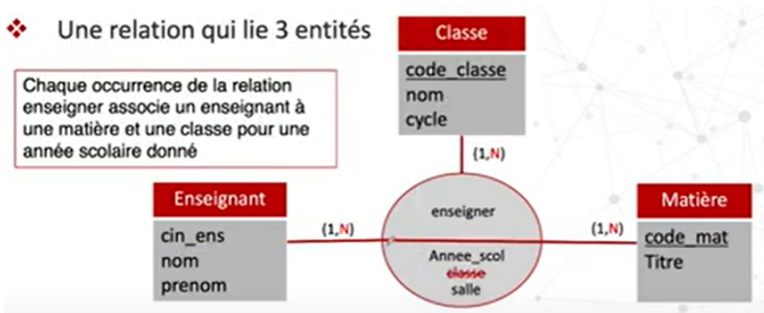 ❖ Une relation qui lie 3 entités
Chaque occurrence de la relation
enseigner associe un enseignant à
une matière et une classe pour une
année scolaire donné
Classe
code_classe
nom
cycle
(1,N)
Enseignant
cin_ens
nom
prenom
(1,N)
enseigner
Annee_scol
classe
salle
(1,N)
Matière
code_mat
Titre